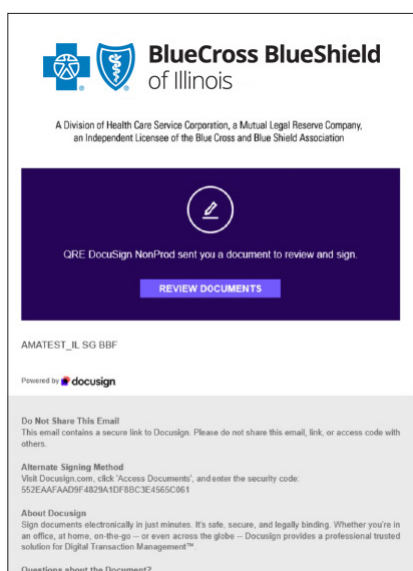 BlueCross BlueShield
of Illinois
A Division of Health Care Service Corporation, a Mutual Legal Reserve Company,
an Independent Licensee of the Blue Cross and Blue Shield Association
QRE DocuSign NonProd sent you a document to review and sign.
REVIEW DOCUMENTS
AMATEST_IL SG BBF
Powered by docusign
Do Not Share This Email
This email contains a secure link to Docusign. Please do not share this email, link, or access code with
others.
Alternate Signing Method
Visit Docusign.com, click 'Access Documents', and enter the security code:
552EAAFAAD9F4829A1DF8BC3E4565C061
About Docusign
Sign documents electronically in just minutes. It's safe, secure, and legally binding. Whether you're in
an office, at home, on-the-go -- or even across the globe -- Docusign provides a professional trusted
solution for Digital Transaction Management™.
Questions about the Document?